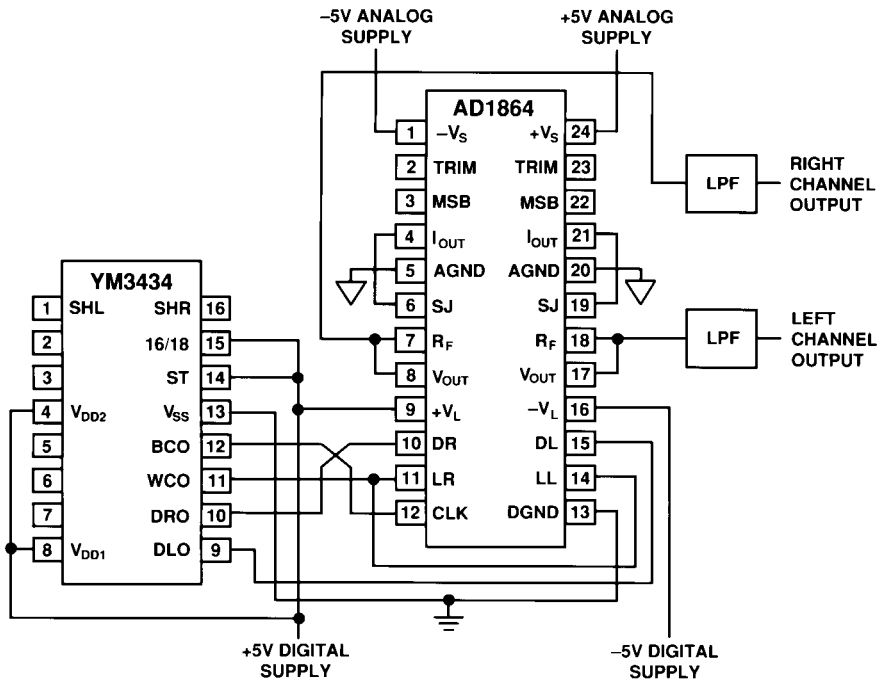 –5V ANALOG
SUPPLY
+5V ANALOG
SUPPLY
AD1864
1 –VS
+VS 24
2 TRIM
TRIM 23
3 MSB
MSB 22
4 IOUT
IOUT 21
5 AGND
AGND 20
6 SJ
SJ 19
7 RF
RF 18
8 VOUT
VOUT 17
9 +VL
–VL 16
10 DR
DL 15
11 LR
LL 14
12 CLK
DGND 13
LPF
RIGHT
CHANNEL
OUTPUT
LPF
LEFT
CHANNEL
OUTPUT
YM3434
1 SHL
SHR 16
2
16/18 15
3
ST 14
4 VDD2
VSS 13
5
BCO 12
6
WCO 11
7
DRO 10
8 VDD1
DLO 9
+5V DIGITAL
SUPPLY
–5V DIGITAL
SUPPLY